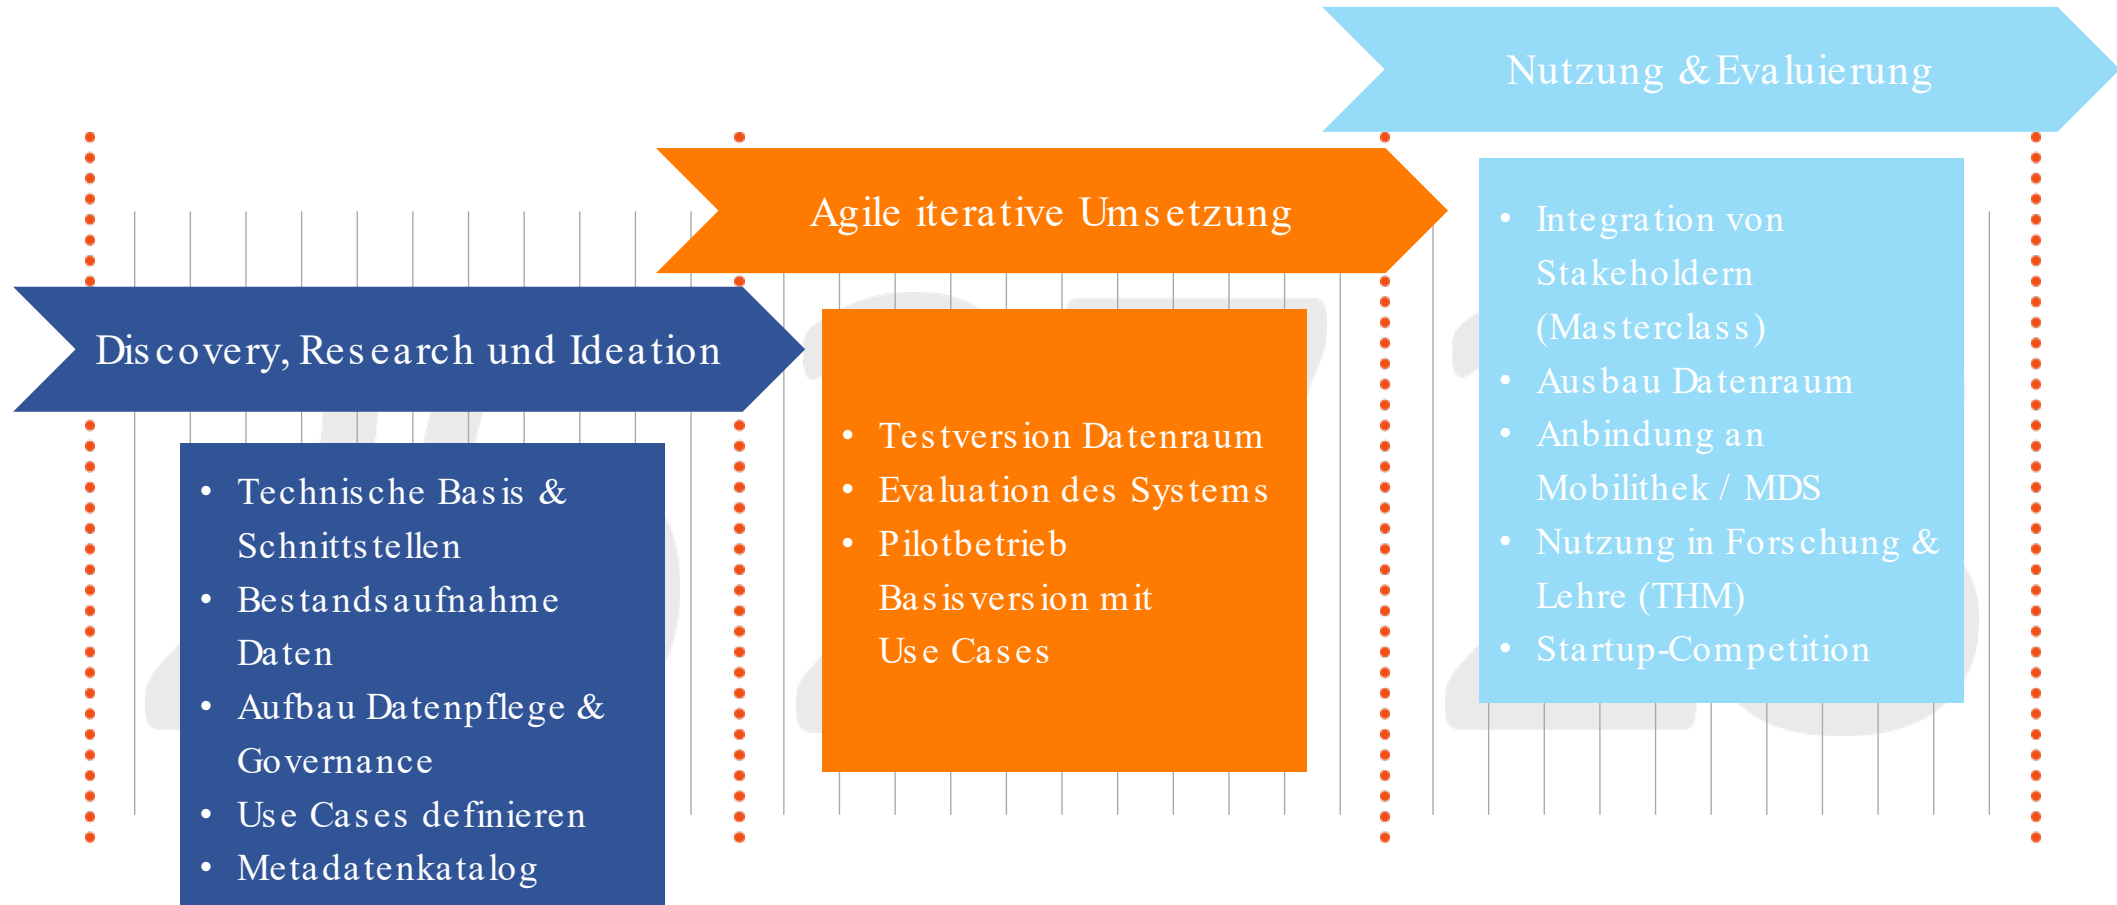 Nutzung & Evaluierung
Agile iterative Umsetzung
Discovery, Research und Ideation
• Technische Basis &
Schnittstellen
• Bestandsaufnahme
Daten
• Aufbau Datenpflege &
Governance
• Use Cases definieren
• Metadatenkatalog
• Testversion Datenraum
• Evaluation des Systems
• Pilotbetrieb
Basisversion mit
Use Cases
• Integration von
Stakeholdern
(Masterclass)
• Ausbau Datenraum
• Anbindung an
Mobilithek / MDS
• Nutzung in Forschung &
Lehre (THM)
• Startup-Competition